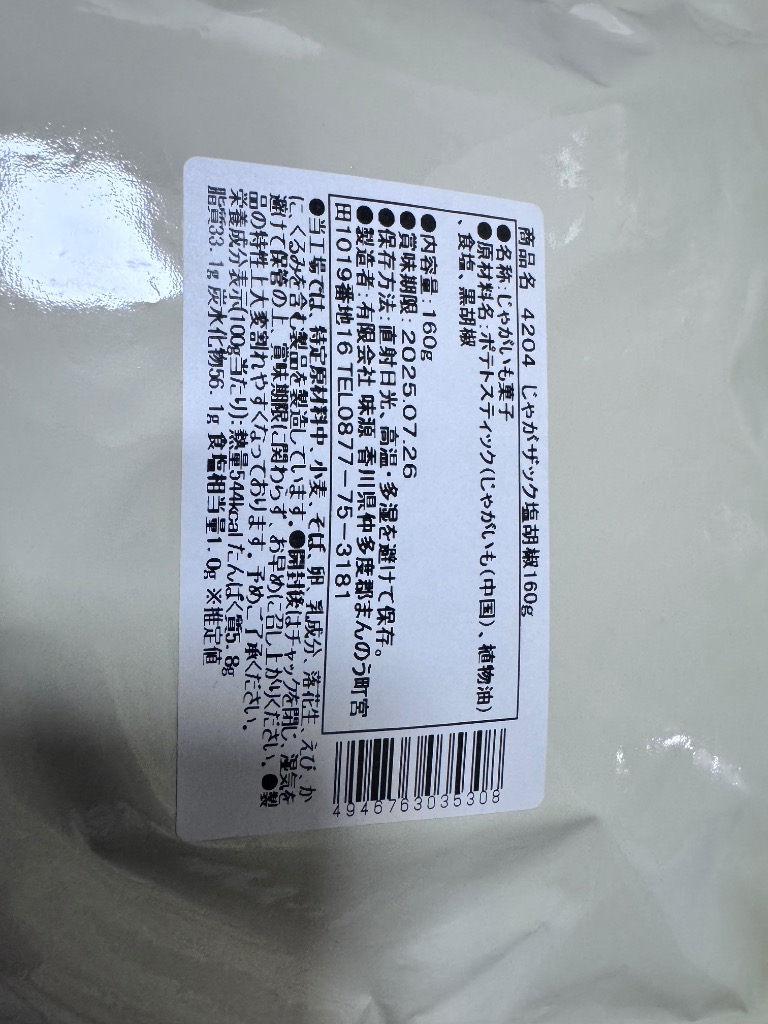 商品名 4204 じゃがザック塩胡椒160g
●名称:じゃがいも菓子
●原材料名:ポテトスティック(じゃがいも(中国)、植物油)
、食塩、黒胡椒
●内容量:160g
●賞味期限:2025.07.26
●保存方法:直射日光、高温・多湿を避けて保存。
●製造者:有限会社 味源 香川県仲多度郡まんのう町宮
田1019番地16 TEL0877-75-3181
●当工場では、特定原材料中、小麦、そば、卵、乳成分、落花生、えび、か
に、くるみを含む製品を製造しています。●開封後はチャックを閉じ、湿気を
避けて保管の上、賞味期限に関わらず、お早めに召し上がりください。●製
品の特性上大変割れやすくなっております。予めご了承ください。
栄養成分表示(100g当たり):熱量544kcal たんぱく質5.8g
脂質33.1g 炭水化物56.1g 食塩相当量1.0g ※推定値
4946763035308